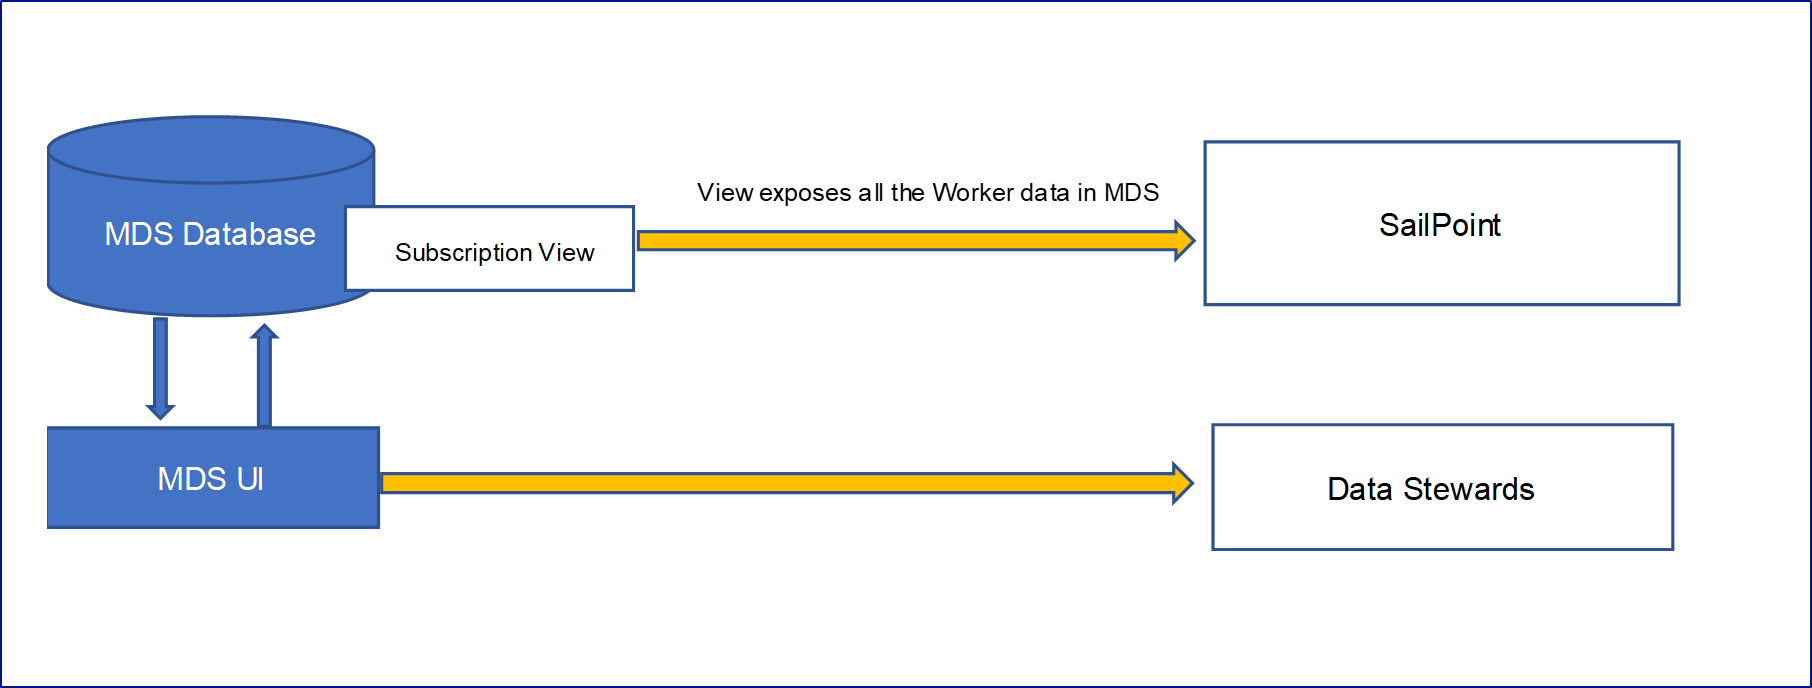 View exposes all the Worker data in MDS
MDS Database
Subscription View
SailPoint
MDS UI
Data Stewards